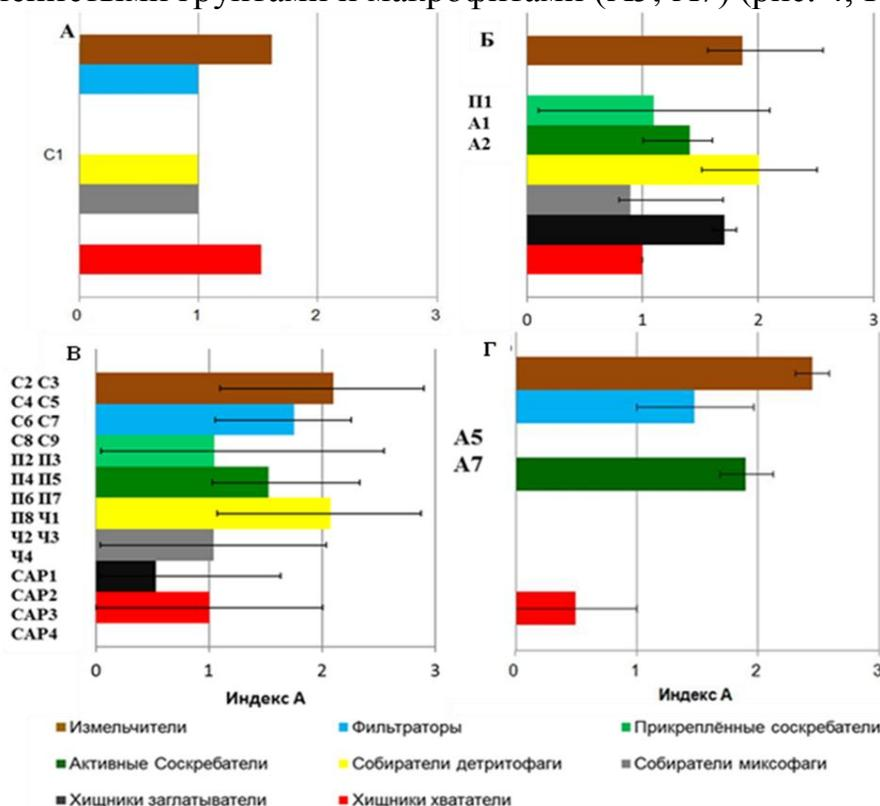 грунтами и макрофитами
А
С1
0 1 2 3
Б
П1
А1
А2
0 1 2 3
В
С2 С3
С4 С5
С6 С7
С8 С9
П2 П3
П4 П5
П6 П7
П8 Ч1
Ч2 Ч3
Ч4
САР1
САР2
САР3
САР4
0 1 2 3
Индекс А
Г
А5
А7
0 1 2 3
Индекс А
Измельчители Фильтраторы Прикреплённые соскребатели
Активные Соскребатели Собиратели детритофаги Собиратели миксофаги
Хищники заглатыватели Хищники хвататели